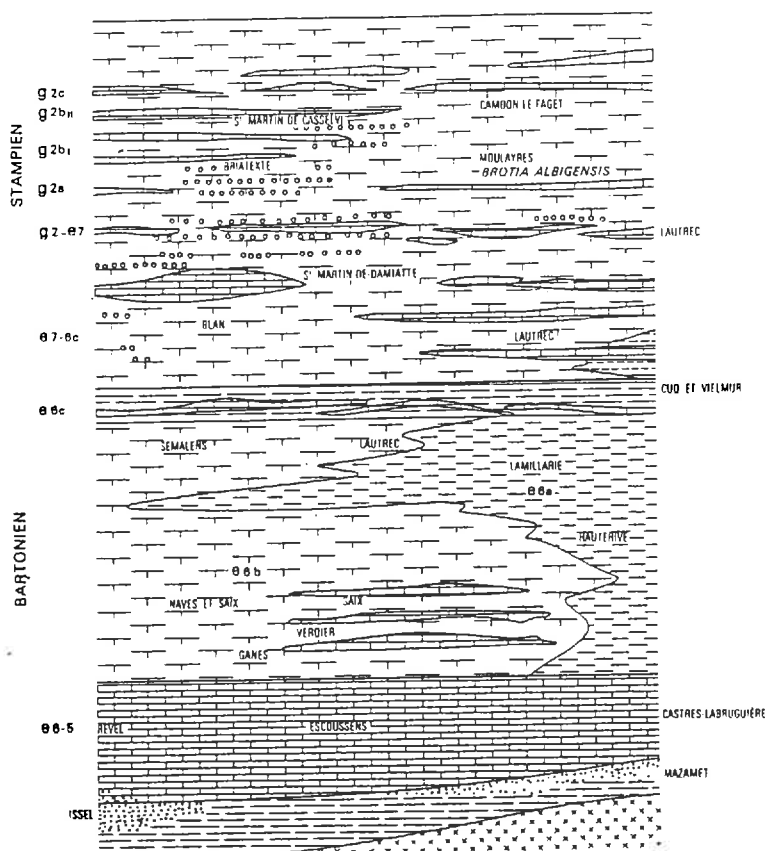 g2c
g2bıı
CAMBON LE FAGET
Sᵗ MARTIN DE CASSELVI
STAMPIEN
g2bı
MOULAYRES
BRIATEXTE
BROTIA ALBIGENSIS
g2a
g2-e7
LAUTREC
Sᵗ MARTIN DE-DAMIATTE
BLAN
e7-6c
LAUTREC
CUQ ET VIELMUR
e6c
SEMALENS
LAUTREC
LAMILLARIE
e6a
HAUTERIVE
BARTONIEN
e6b
NAVES ET SAIX
SAIX
VERDIER
GANES
CASTRES-LABRUGUIÈRE
e6-5
REVEL
ESCOUSSENS
MAZAMET
ISSEL